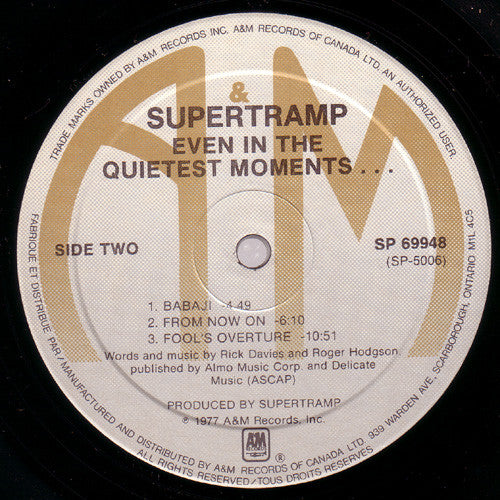 TRADE MARKS OWNED BY A&M RECORDS INC. A&M RECORDS OF CANADA LTD AN AUTHORIZED USER
&
SUPERTRAMP
EVEN IN THE
QUIETEST MOMENTS...
SIDE TWO
SP 69948
(SP-5006)
1. BABAJI - 4:49
2. FROM NOW ON -6:10
3. FOOL'S OVERTURE -10:51
Words and music by Rick Davies and Roger Hodgson.
published by Almo Music Corp. and Delicate
Music (ASCAP)
PRODUCED BY SUPERTRAMP
℗ 1977 A&M Records, Inc.
A&M
RECORDS
®
FABRIQUE ET DISTRIBUE PAR/MANUFACTURED AND DISTRIBUTED BY A&M RECORDS OF CANADA LTD 939 WARDEN AVE, SCARBOROUGH, ONTARIO M1L 4C5
ALL RIGHTS RESERVED/TOUS DROITS RESERVES